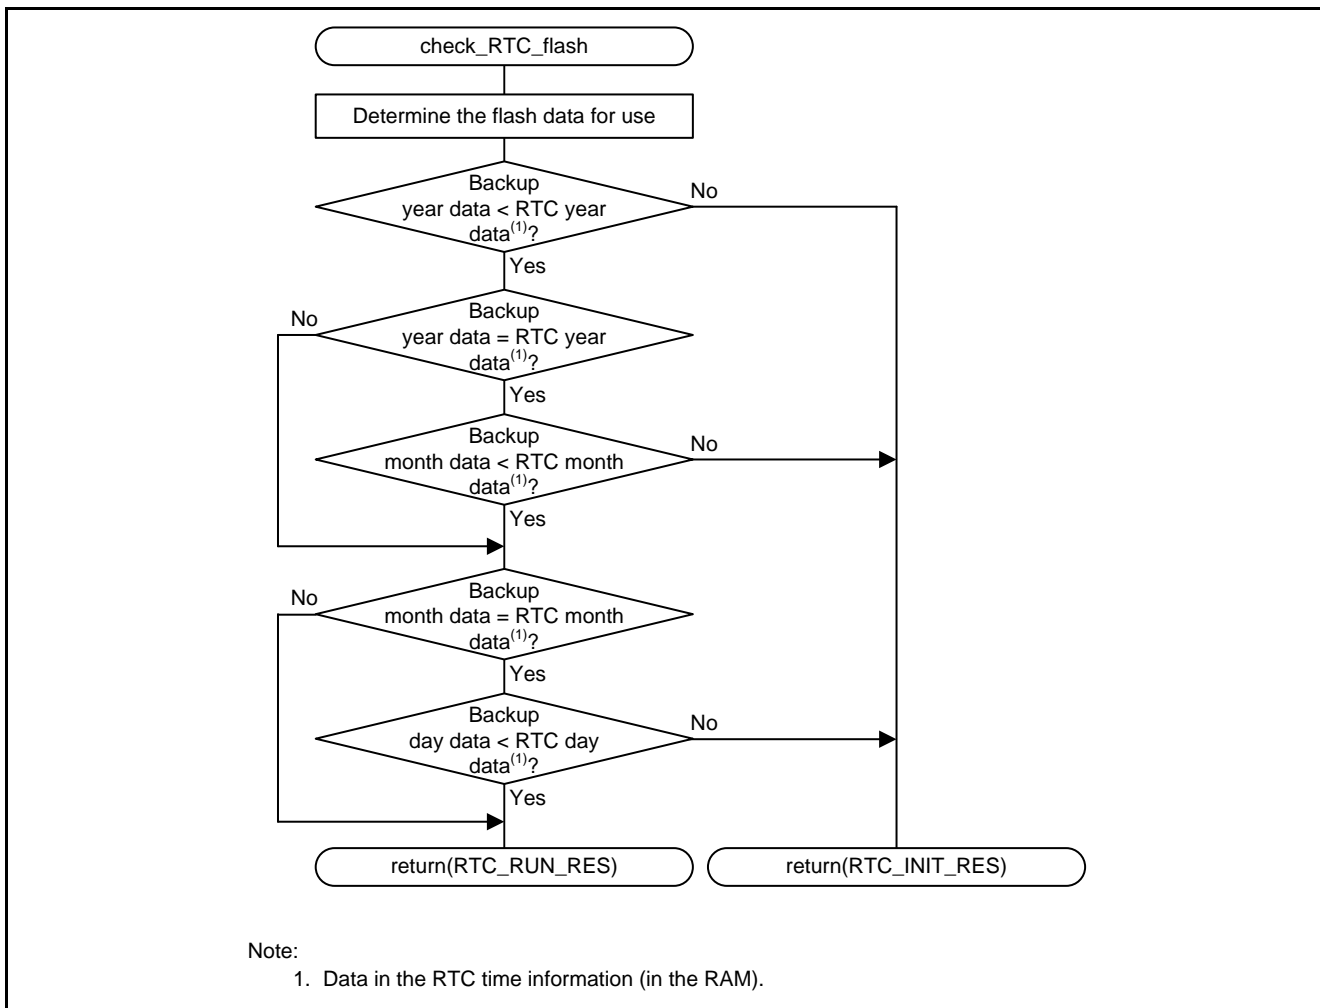 check_RTC_flash
Determine the flash data for use
Backup
year data < RTC year
data(1)?
No
Yes
Backup
year data = RTC year
data(1)?
No
Yes
Backup
month data < RTC month
data(1)?
No
Yes
Backup
month data = RTC month
data(1)?
No
Yes
Backup
day data < RTC day
data(1)?
No
Yes
return(RTC_RUN_RES)
return(RTC_INIT_RES)
Note:
1. Data in the RTC time information (in the RAM).